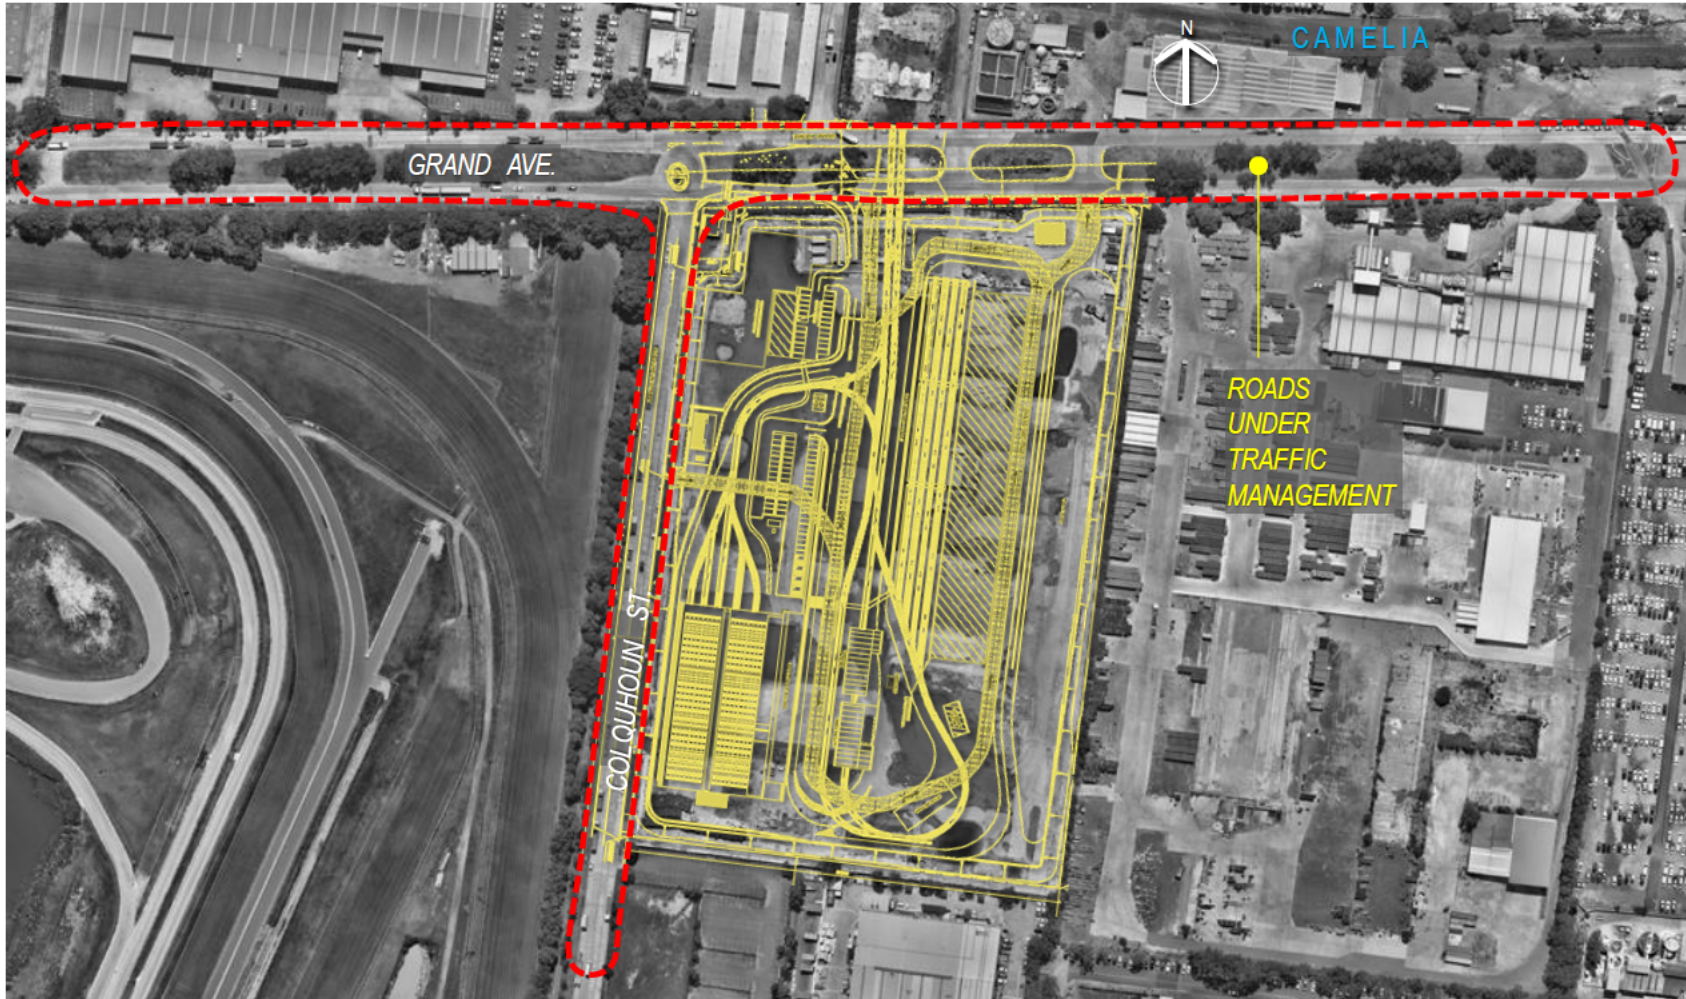 N
CAMELIA
GRAND AVE.
ROADS
UNDER
TRAFFIC
MANAGEMENT
COLQUHOUN ST.